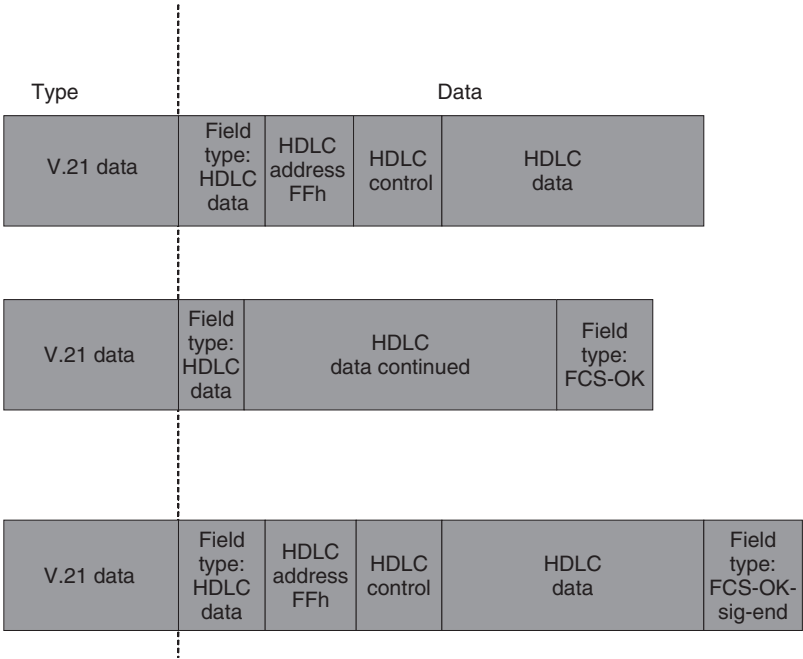 Type
Data
V.21 data
Field
type:
HDLC
data
HDLC
address
FFh
HDLC
control
HDLC
data
V.21 data
Field
type:
HDLC
data
HDLC
data continued
Field
type:
FCS-OK
V.21 data
Field
type:
HDLC
data
HDLC
address
FFh
HDLC
control
HDLC
data
Field
type:
FCS-OK-
sig-end